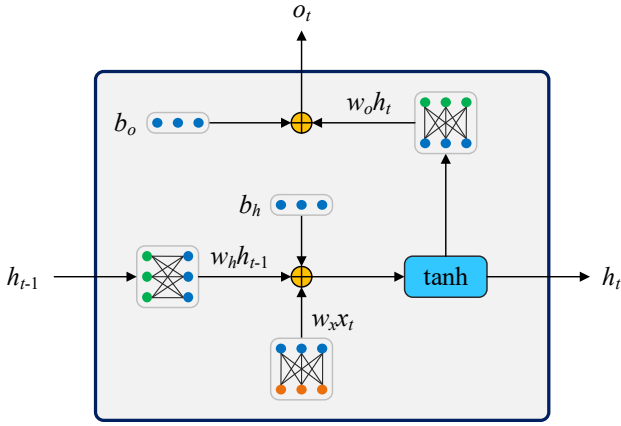 o_t
b_o
w_o h_t
b_h
h_{t-1}
w_h h_{t-1}
tanh
h_t
w_x x_t